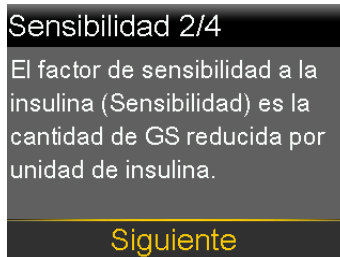 Sensibilidad 2/4
El factor de sensibilidad a la
insulina (Sensibilidad) es la
cantidad de GS reducida por
unidad de insulina.
Siguiente